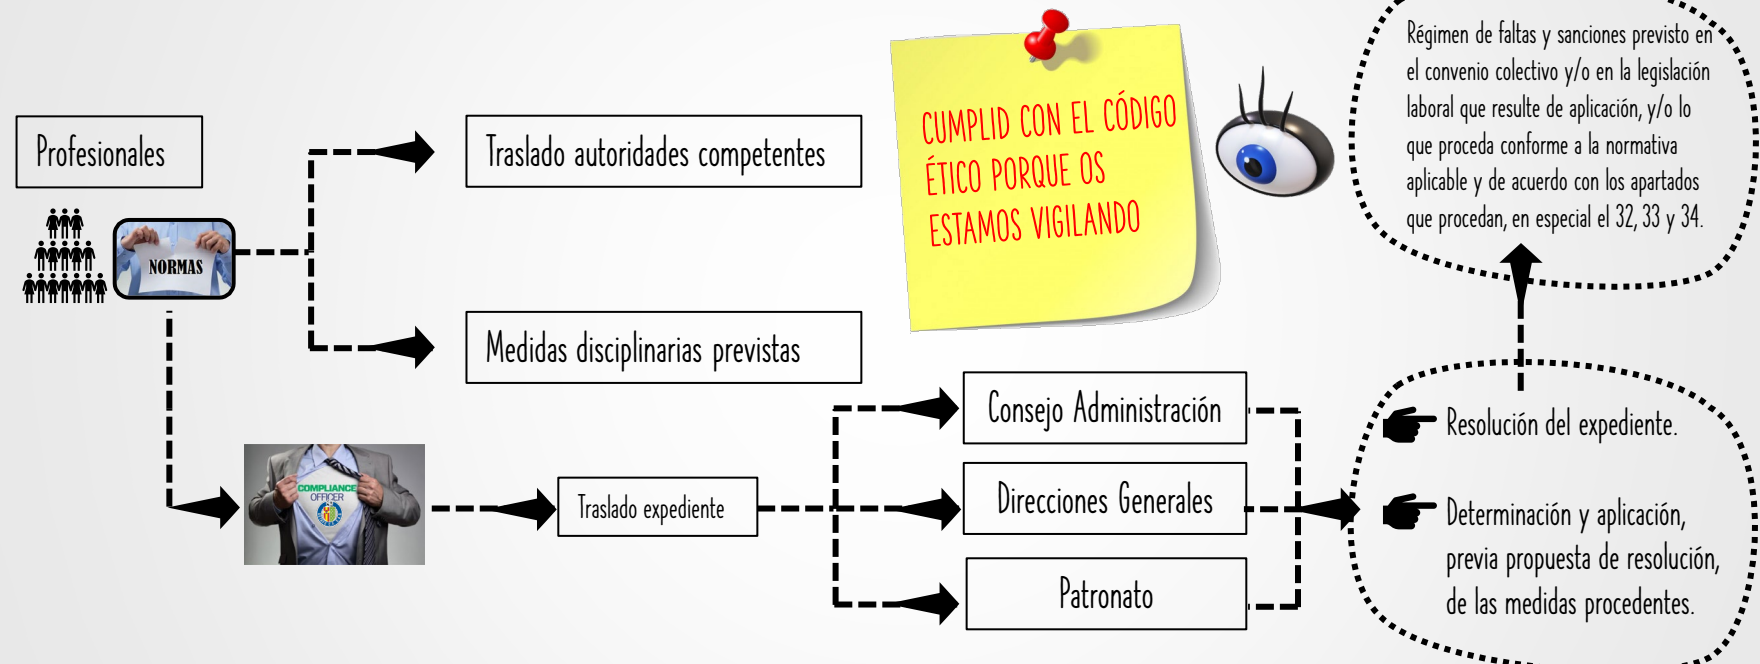 Profesionales
NORMAS
Traslado autoridades competentes
Medidas disciplinarias previstas
CUMPLID CON EL CÓDIGO
ÉTICO PORQUE OS
ESTAMOS VIGILANDO
Régimen de faltas y sanciones previsto en
el convenio colectivo y/o en la legislación
laboral que resulte de aplicación, y/o lo
que proceda conforme a la normativa
aplicable y de acuerdo con los apartados
que procedan, en especial el 32, 33 y 34.
COMPLIANCE
OFFICER
Traslado expediente
Consejo Administración
Direcciones Generales
Patronato
Resolución del expediente.
Determinación y aplicación,
previa propuesta de resolución,
de las medidas procedentes.